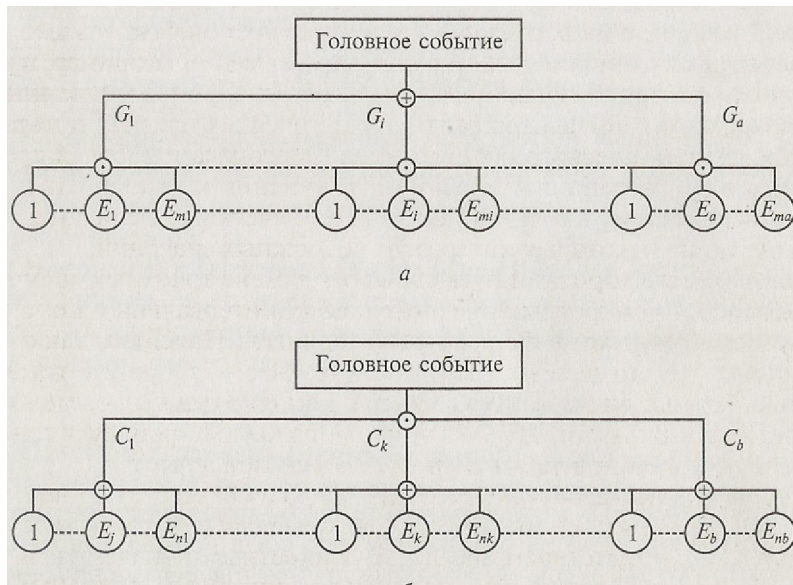 Головное событие
+
G1 Gi Ga
· · ·
1 E1 Em1 1 Ei Emi 1 Ea Ema
а
Головное событие
·
C1 Ck Cb
+ + +
1 Ej En1 1 Ek Enk 1 Eb Enb